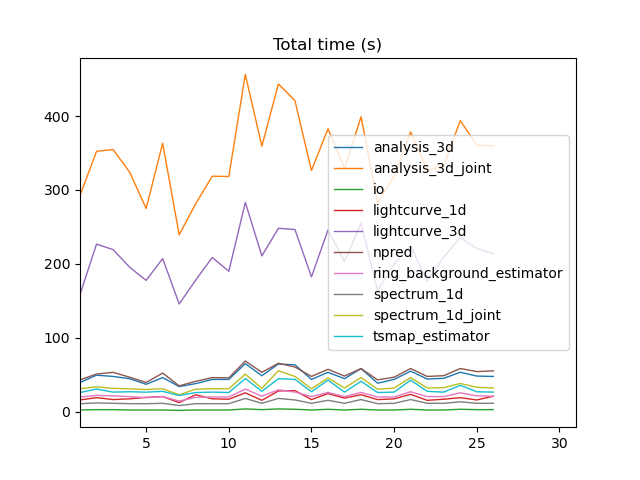 Total time (s)
400
300
200
100
0
analysis_3d
analysis_3d_joint
io
lightcurve_1d
lightcurve_3d
npred
ring_background_estimator
spectrum_1d
spectrum_1d_joint
tsmap_estimator
5 10 15 20 25 30